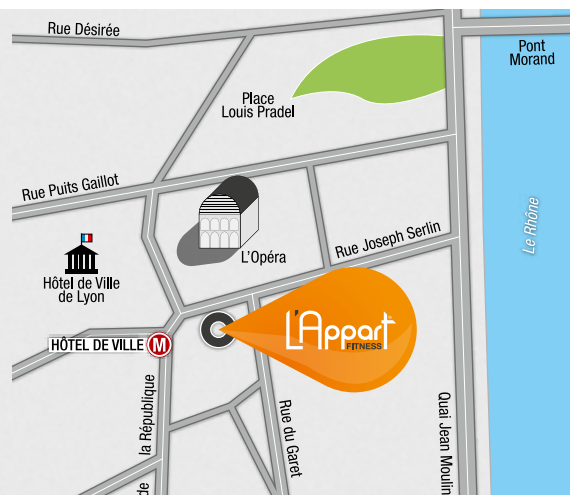 Rue Désirée
Pont
Morand
Place
Louis Pradel
Rue Puits Gaillot
Le Rhône
Rue Joseph Serlin
L'Opéra
Hôtel de Ville
de Lyon
L'Appart
FITNESS
HÔTEL DE VILLE M
la République
de
Rue du Garet
Quai Jean Moulin